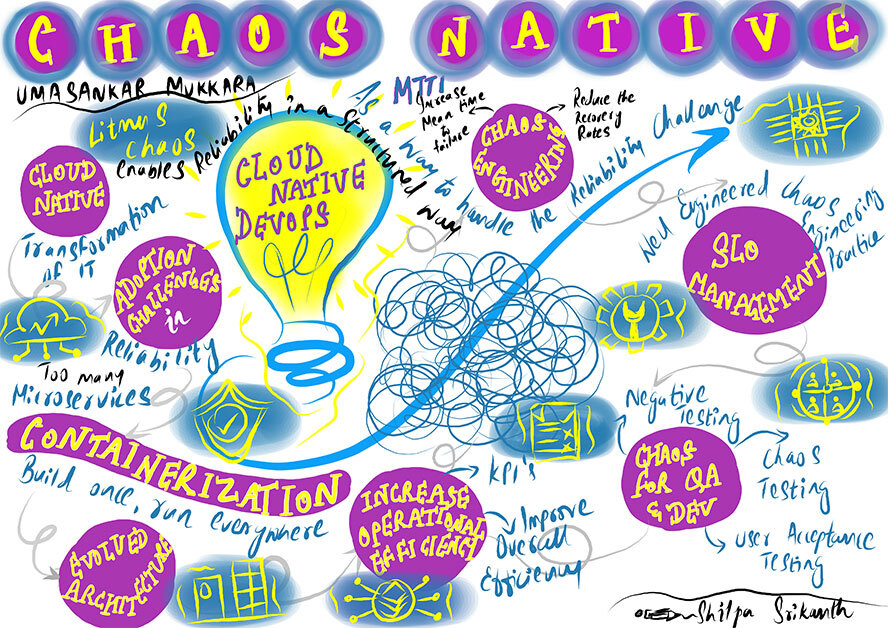 CHAOS NATIVE
UMASANKAR MUKKARA
Litmus
Chaos
Enables Reliability in a Structured Way
As a Way to handle the Reliability Challenge
CLOUD
NATIVE
Transformation
of IT
ADOPTION
CHALLENGES
in
Reliability
Too many
Microservices
CLOUD
NATIVE
DEVOPS
Increase
Mean time
to
failure
CHAOS
ENGINEERING
Reduce the
Recovery
Rates
Well Engineered Chaos
Engineering
Practice
SLO
MANAGEMENT
CONTAINERIZATION
Build once, run everywhere
EVOLVED
ARCHITECTURE
INCREASE
OPERATIONAL
EFFICIENCY
KPI's
Improve
Overall
Efficiency
Negative
Testing
CHAOS
FOR QA
& DEV
Chaos
Testing
User Acceptance
Testing
Shilpa Srikanth